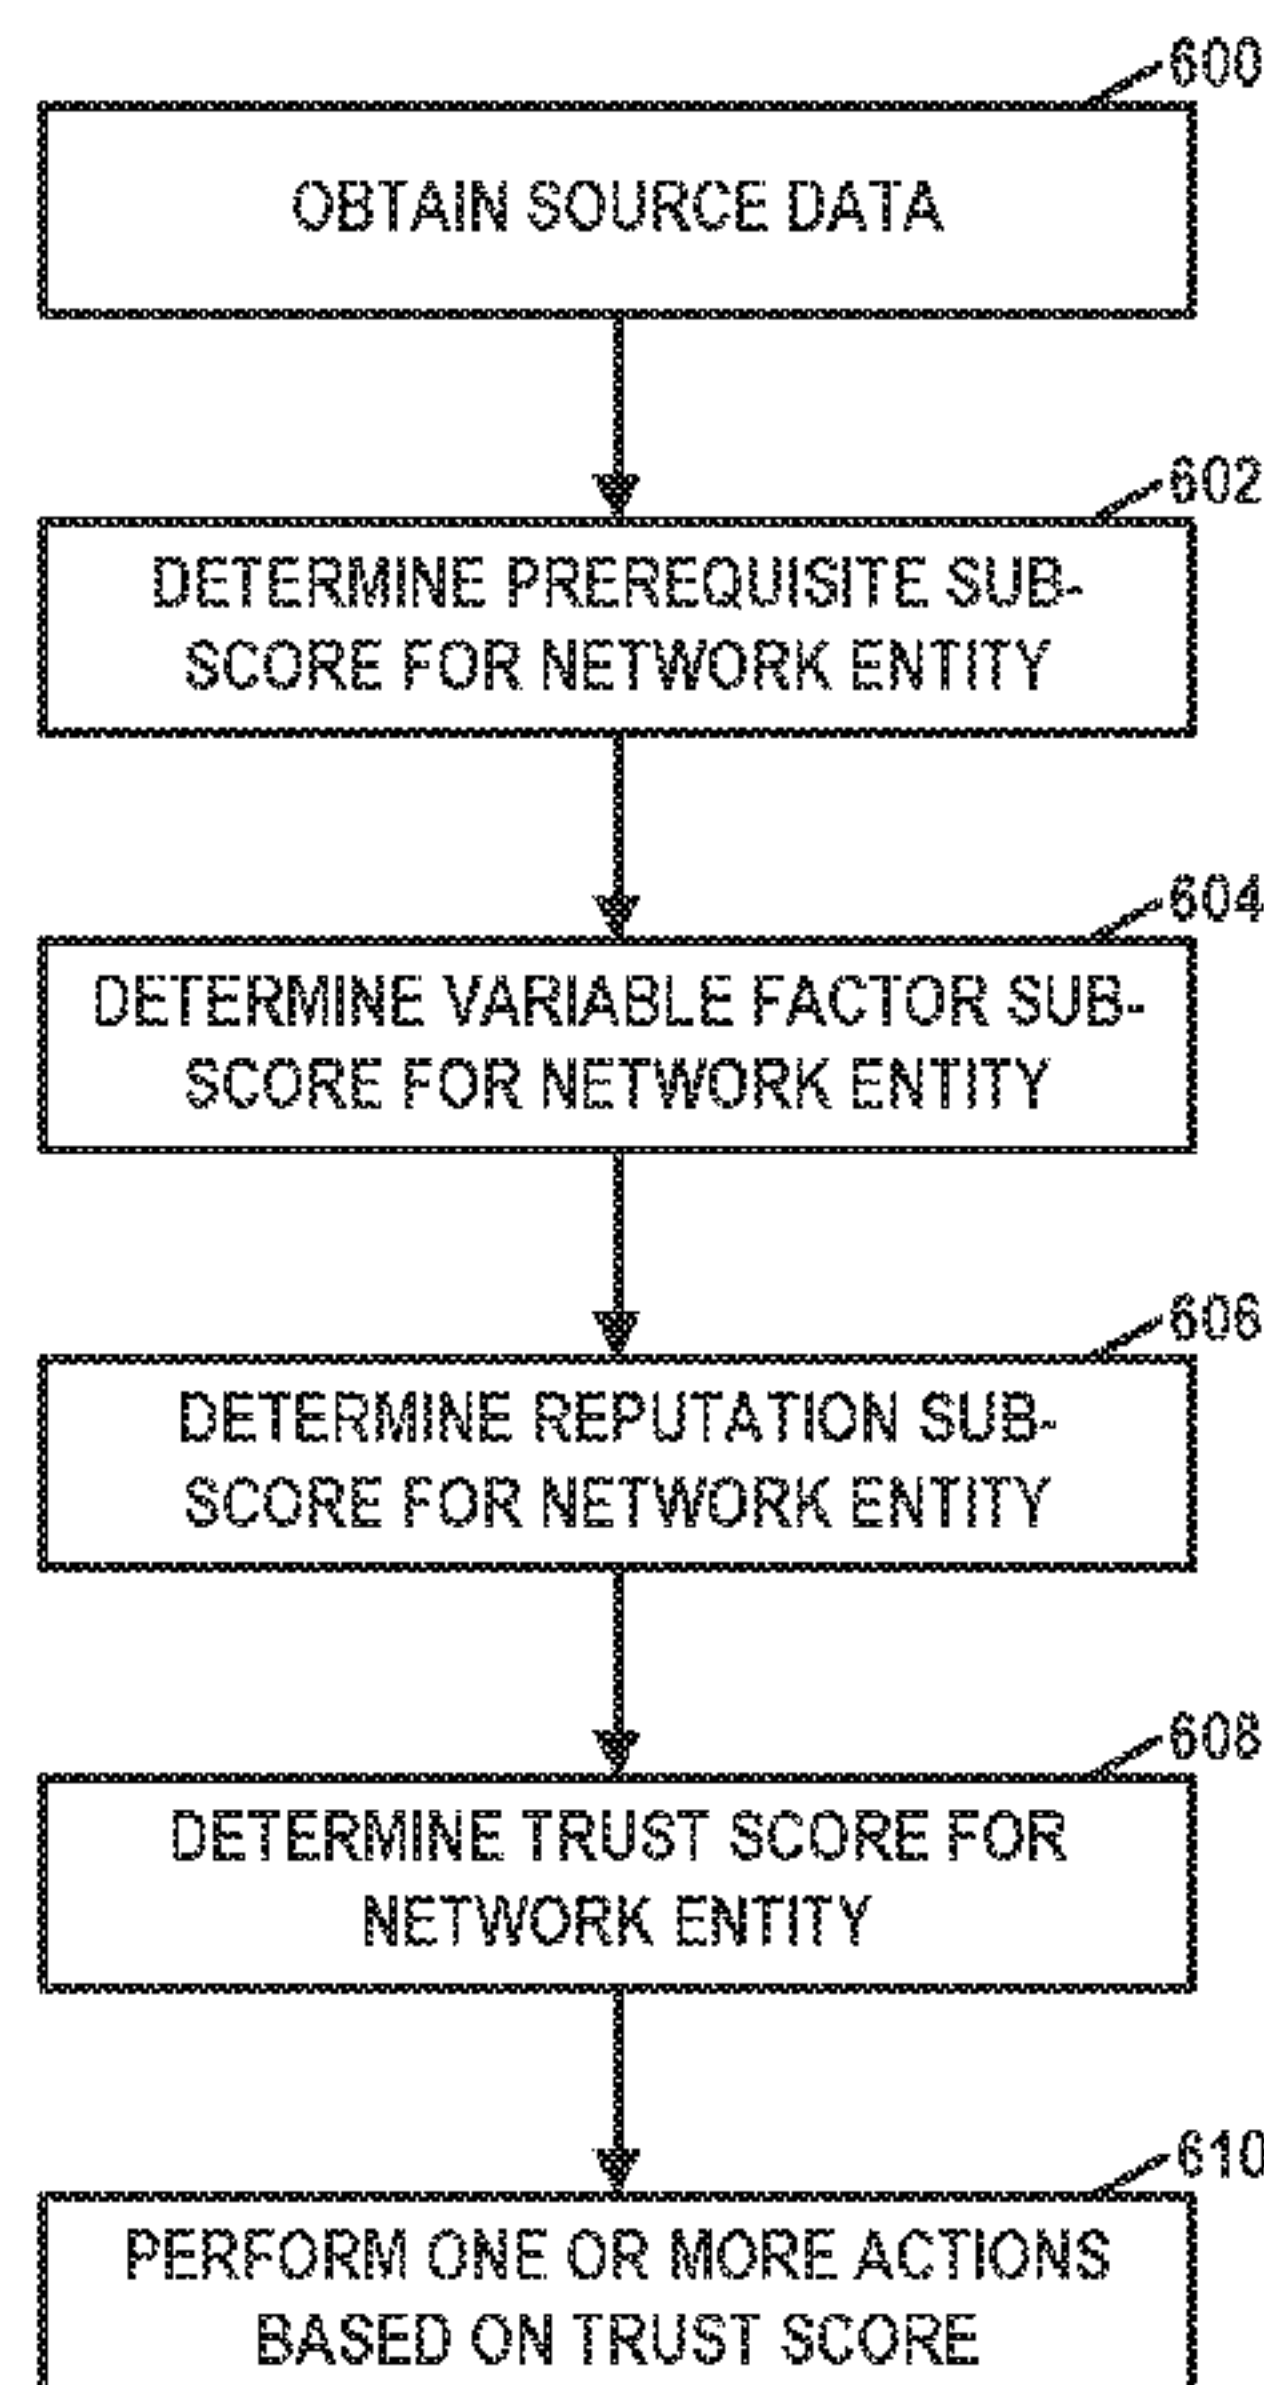 600
OBTAIN SOURCE DATA
602
DETERMINE PREREQUISITE SUB-
SCORE FOR NETWORK ENTITY
604
DETERMINE VARIABLE FACTOR SUB-
SCORE FOR NETWORK ENTITY
606
DETERMINE REPUTATION SUB-
SCORE FOR NETWORK ENTITY
608
DETERMINE TRUST SCORE FOR
NETWORK ENTITY
610
PERFORM ONE OR MORE ACTIONS
BASED ON TRUST SCORE